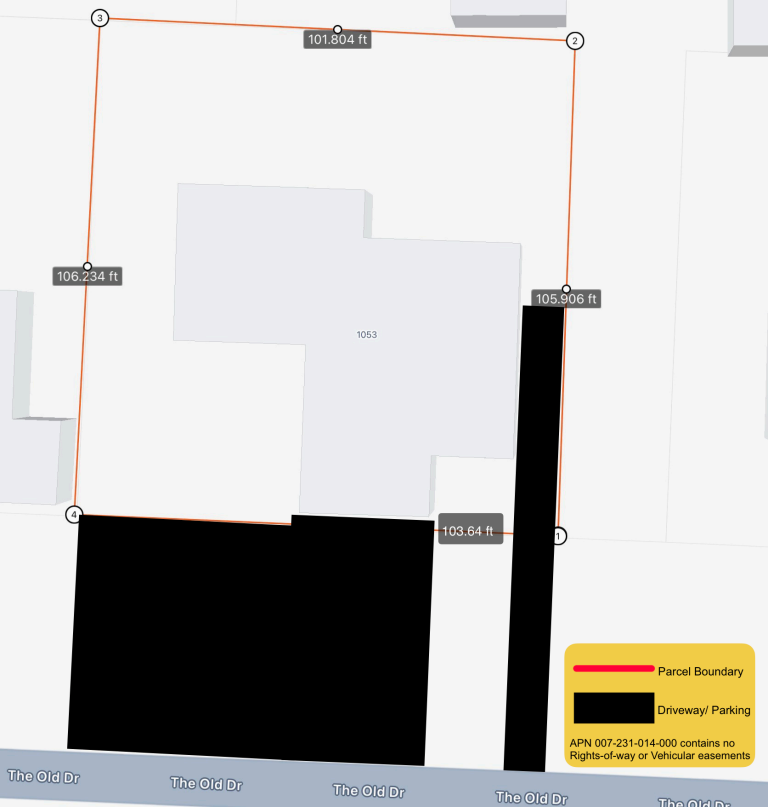 3
2
101.804 ft
106.234 ft
105.906 ft
1053
4
103.64 ft
1
Parcel Boundary
Driveway/ Parking
APN 007-231-014-000 contains no
Rights-of-way or Vehicular easements
The Old Dr
The Old Dr
The Old Dr
The Old Dr
The Old Dr